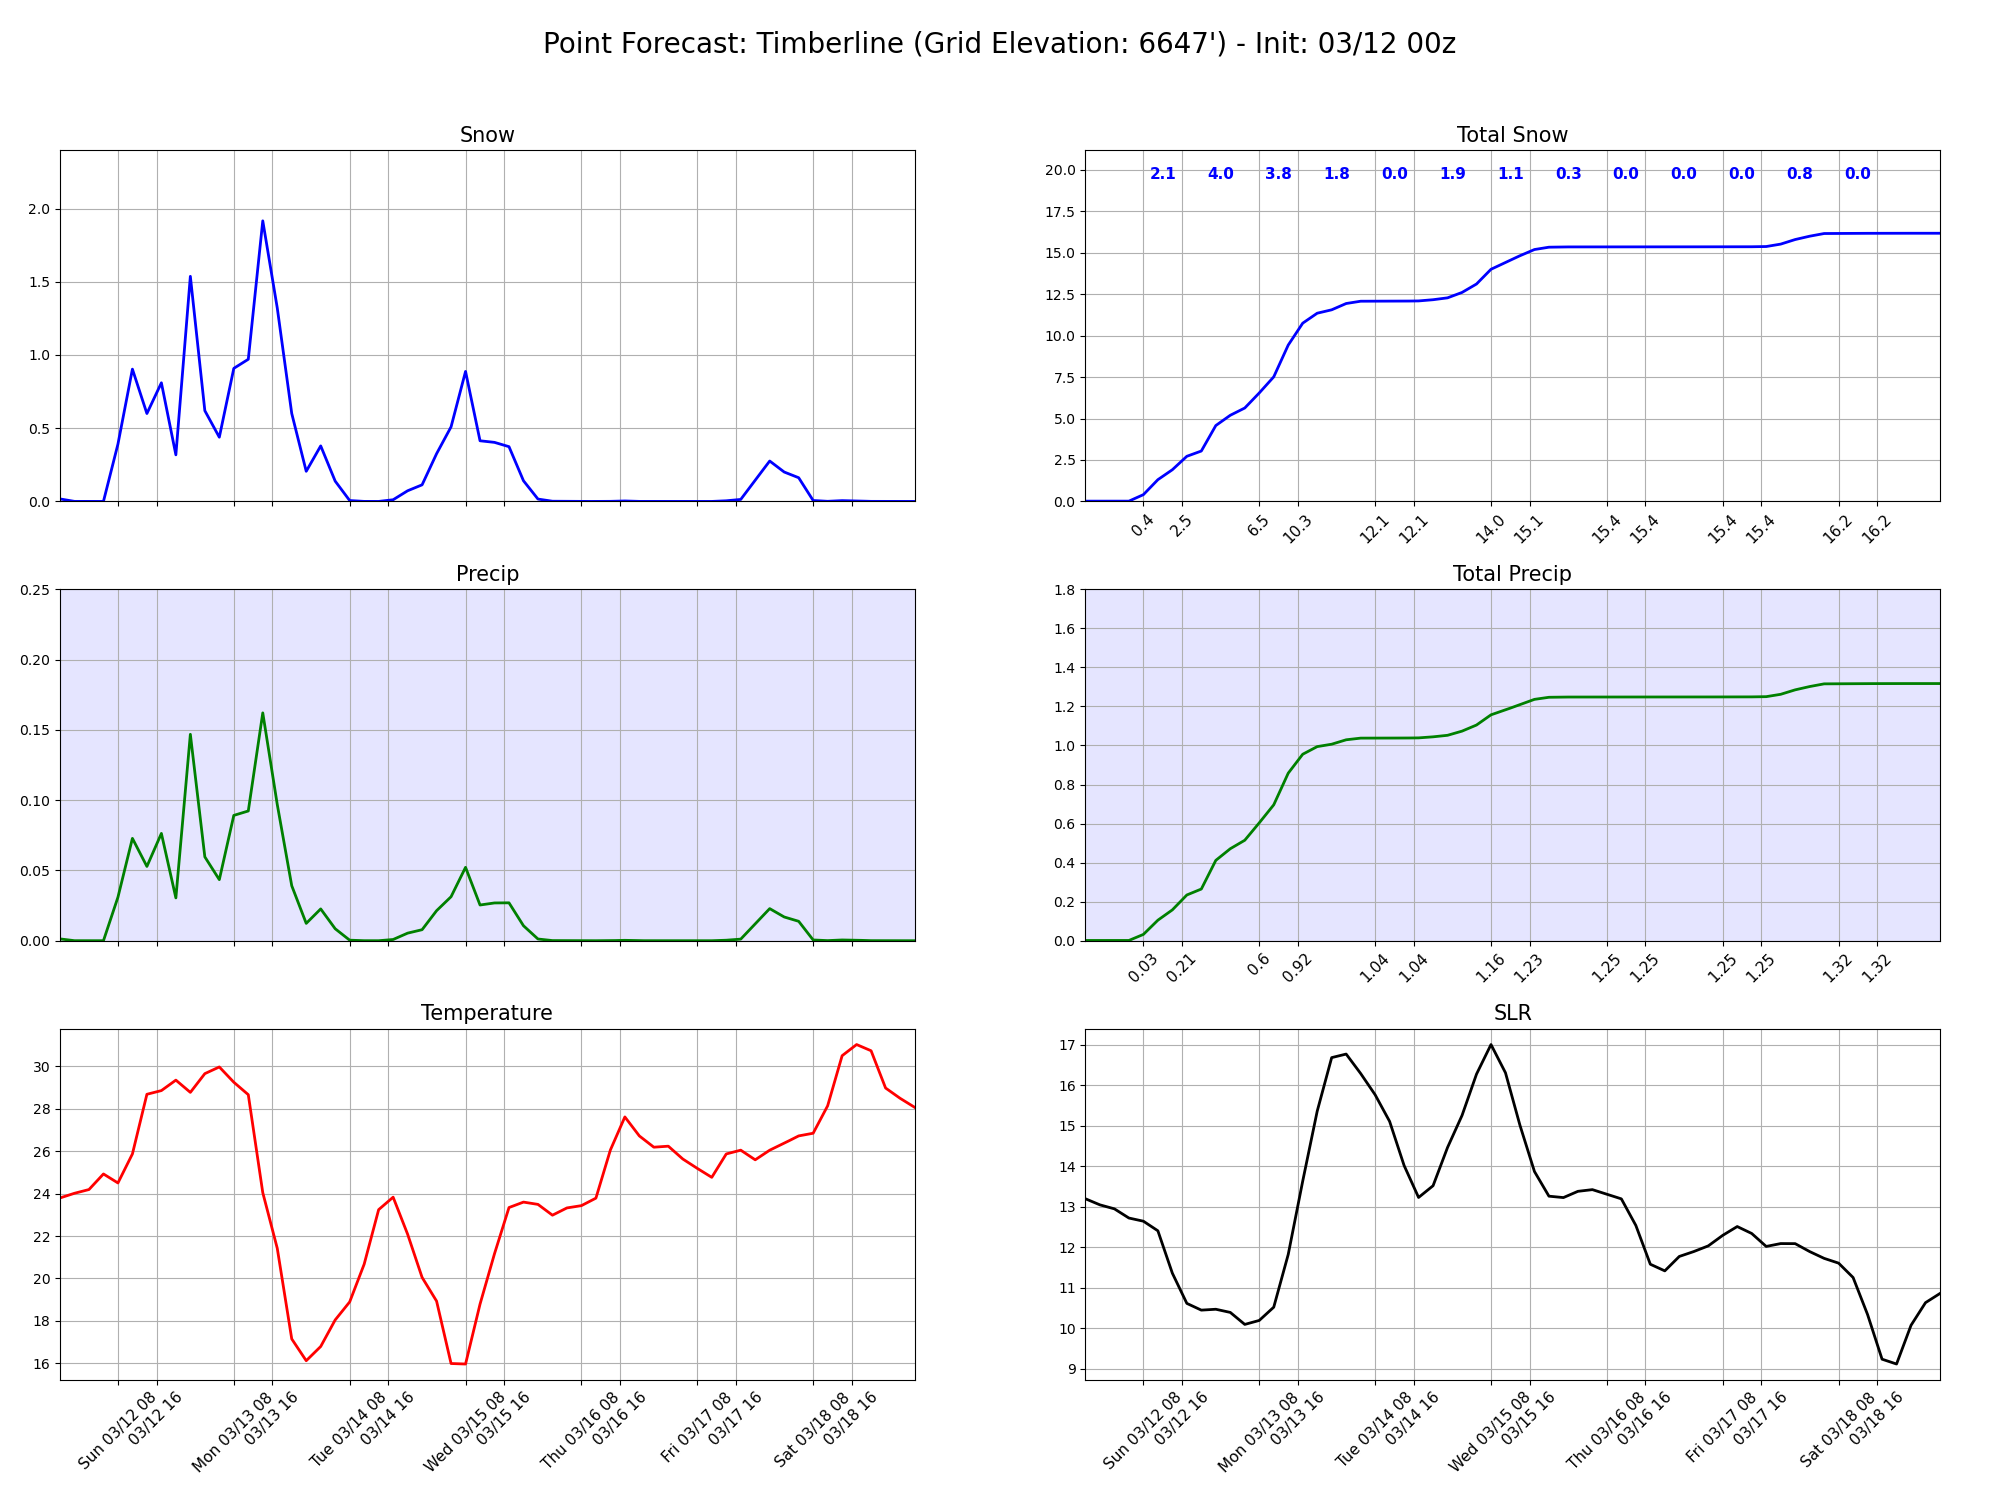 Point Forecast: Timberline (Grid Elevation: 6647') - Init: 03/12 00z
Snow
2.0
1.5
1.0
0.5
0.0
Total Snow
20.0
17.5
15.0
12.5
10.0
7.5
5.0
2.5
0.0
2.1 4.0 3.8 1.8 0.0 1.9 1.1 0.3 0.0 0.0 0.0 0.8 0.0
0.4 2.5 6.5 10.3 12.1 12.1 14.0 15.1 15.4 15.4 15.4 15.4 16.2 16.2
Precip
0.25
0.20
0.15
0.10
0.05
0.00
Total Precip
1.8
1.6
1.4
1.2
1.0
0.8
0.6
0.4
0.2
0.0
0.03 0.21 0.6 0.92 1.04 1.04 1.16 1.23 1.25 1.25 1.25 1.25 1.32 1.32
Temperature
30
28
26
24
22
20
18
16
Sun 03/12 08
03/12 16
Mon 03/13 08
03/13 16
Tue 03/14 08
03/14 16
Wed 03/15 08
03/15 16
Thu 03/16 08
03/16 16
Fri 03/17 08
03/17 16
Sat 03/18 08
03/18 16
SLR
17
16
15
14
13
12
11
10
9
Sun 03/12 08
03/12 16
Mon 03/13 08
03/13 16
Tue 03/14 08
03/14 16
Wed 03/15 08
03/15 16
Thu 03/16 08
03/16 16
Fri 03/17 08
03/17 16
Sat 03/18 08
03/18 16